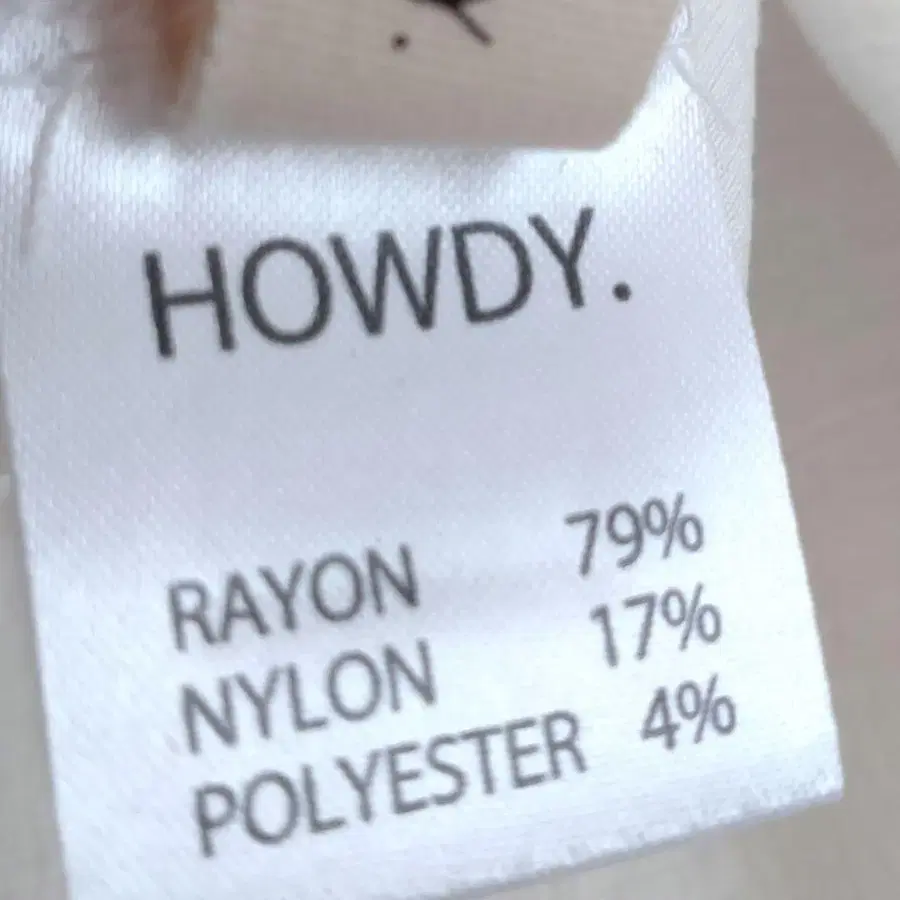 HOWDY.
RAYON 79%
NYLON 17%
POLYESTER 4%